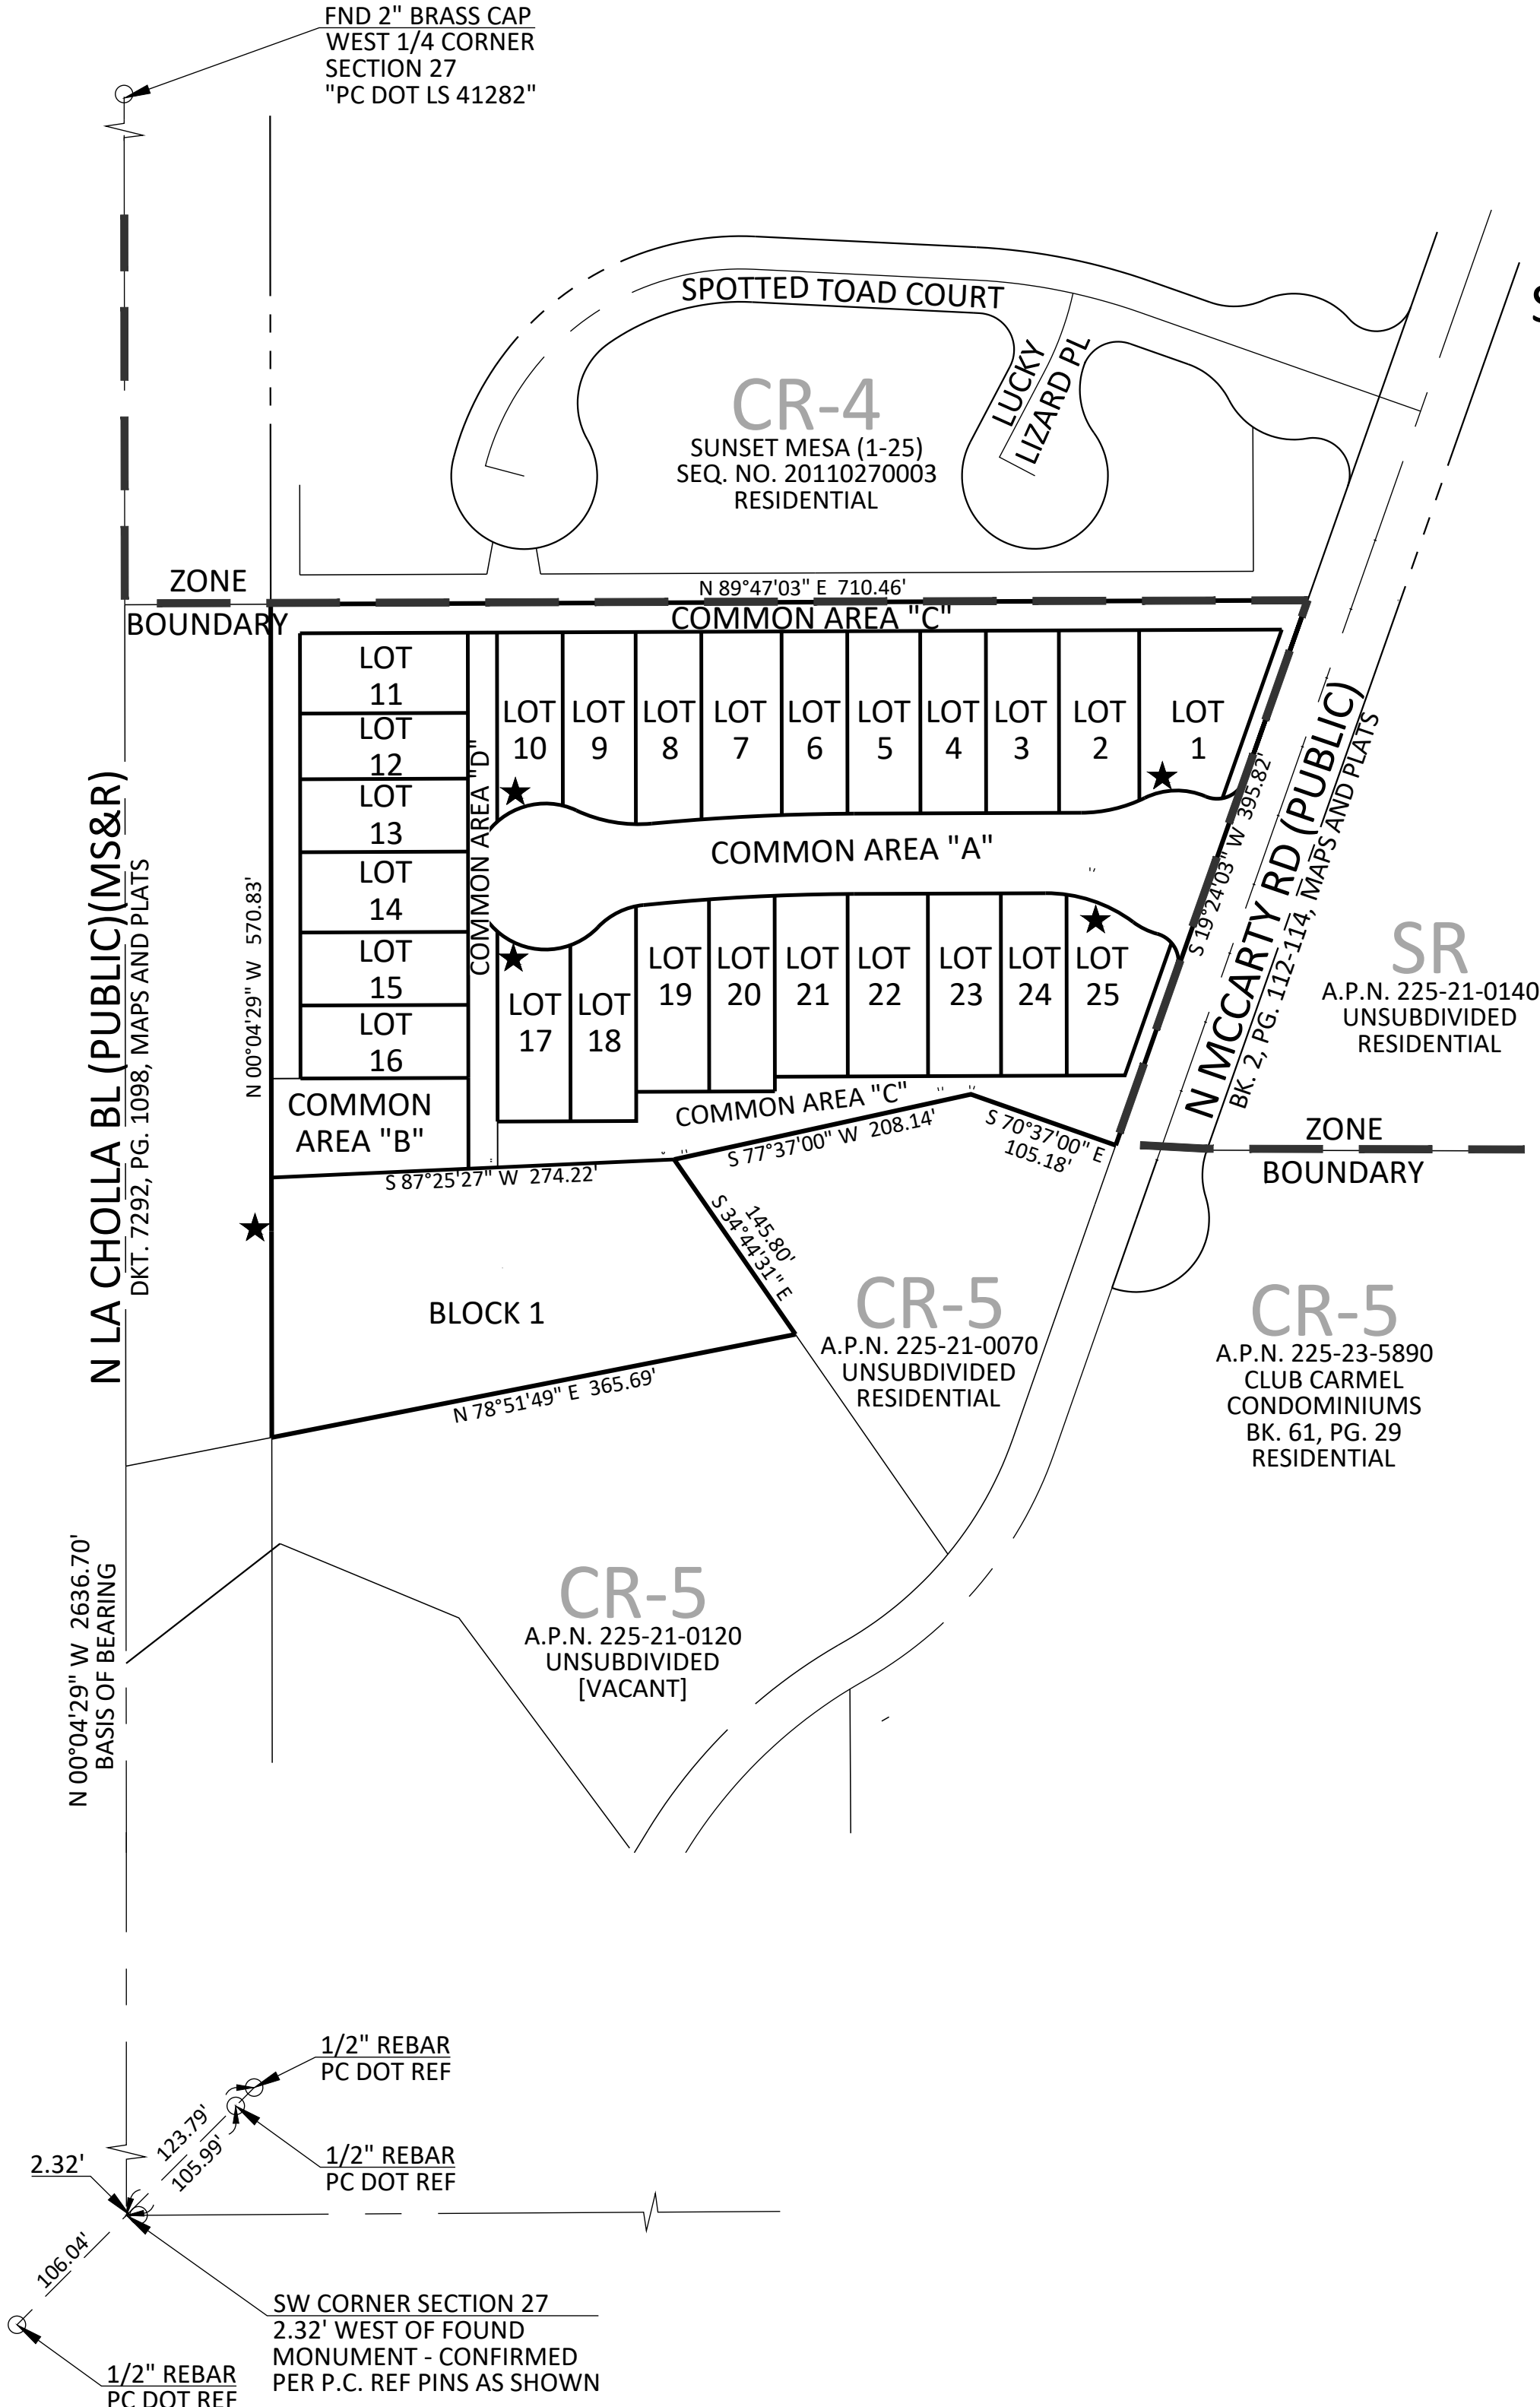 FND 2" BRASS CAP
WEST 1/4 CORNER
SECTION 27
"PC DOT LS 41282"
SPOTTED TOAD COURT
LUCKY
LIZARD PL
CR-4
SUNSET MESA (1-25)
SEQ. NO. 20110270003
RESIDENTIAL
ZONE
BOUNDARY
N 89°47'03" E 710.46'
COMMON AREA "C"
LOT
11
LOT
12
LOT
13
LOT
14
LOT
15
LOT
16
COMMON AREA "D"
LOT
10
LOT
9
LOT
8
LOT
7
LOT
6
LOT
5
LOT
4
LOT
3
LOT
2
LOT
1
COMMON AREA "A"
LOT
17
LOT
18
LOT
19
LOT
20
LOT
21
LOT
22
LOT
23
LOT
24
LOT
25
N LA CHOLLA BL (PUBLIC)(MS&R)
DKT. 7292, PG. 1098, MAPS AND PLATS
N 00°04'29" W 570.83'
S 19°24'03" W 395.82'
N MCCARTY RD (PUBLIC)
BK. 2, PG. 112-114, MAPS AND PLATS
SR
A.P.N. 225-21-0140
UNSUBDIVIDED
RESIDENTIAL
COMMON
AREA "B"
COMMON AREA "C"
S 87°25'27" W 274.22'
S 77°37'00" W 208.14'
S 70°37'00" E
105.18'
ZONE
BOUNDARY
145.80'
S 34°44'31" E
BLOCK 1
N 78°51'49" E 365.69'
CR-5
A.P.N. 225-21-0070
UNSUBDIVIDED
RESIDENTIAL
CR-5
A.P.N. 225-23-5890
CLUB CARMEL
CONDOMINIUMS
BK. 61, PG. 29
RESIDENTIAL
N 00°04'29" W 2636.70'
BASIS OF BEARING
CR-5
A.P.N. 225-21-0120
UNSUBDIVIDED
[VACANT]
1/2" REBAR
PC DOT REF
123.79'
105.99'
1/2" REBAR
PC DOT REF
2.32'
106.04'
SW CORNER SECTION 27
2.32' WEST OF FOUND
MONUMENT - CONFIRMED
PER P.C. REF PINS AS SHOWN
1/2" REBAR
PC DOT REF